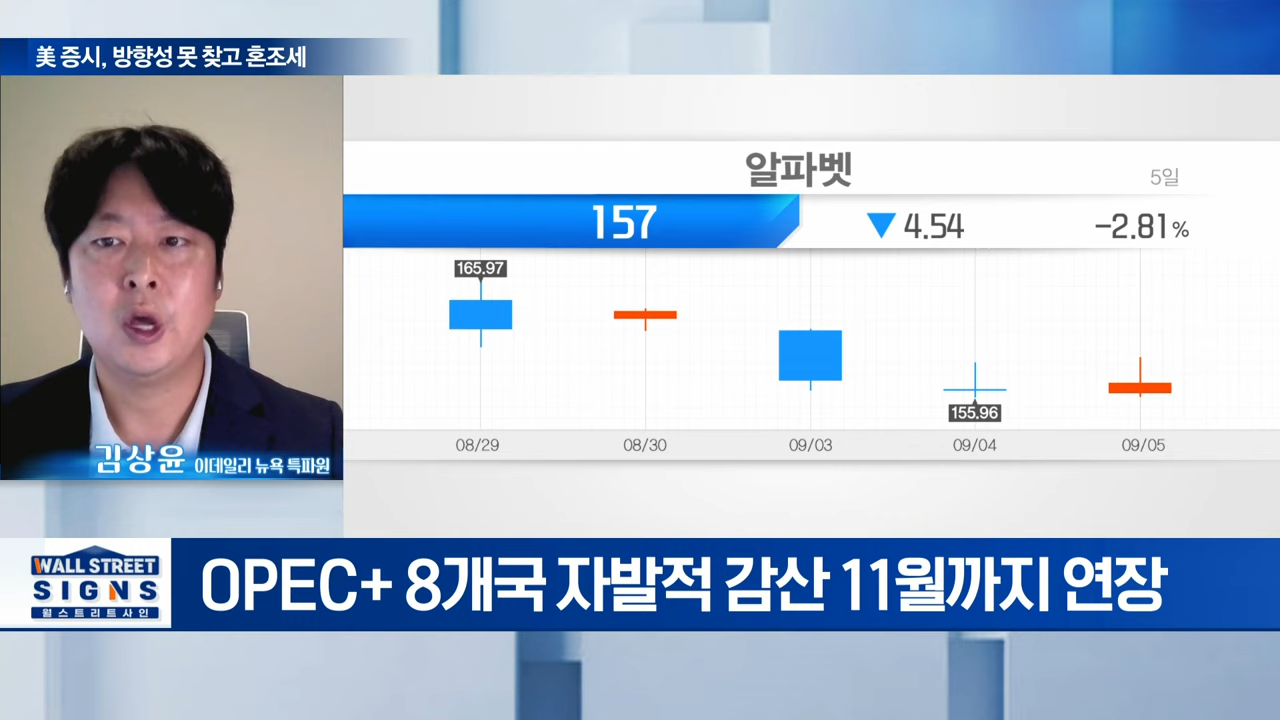 美 증시, 방향성 못 찾고 혼조세
알파벳
5일
157
▼ 4.54
-2.81%
165.97
155.96
08/29
08/30
09/03
09/04
09/05
김상윤 이데일리 뉴욕 특파원
WALL STREET
SIGNS
월스트리트사인
OPEC+ 8개국 자발적 감산 11월까지 연장